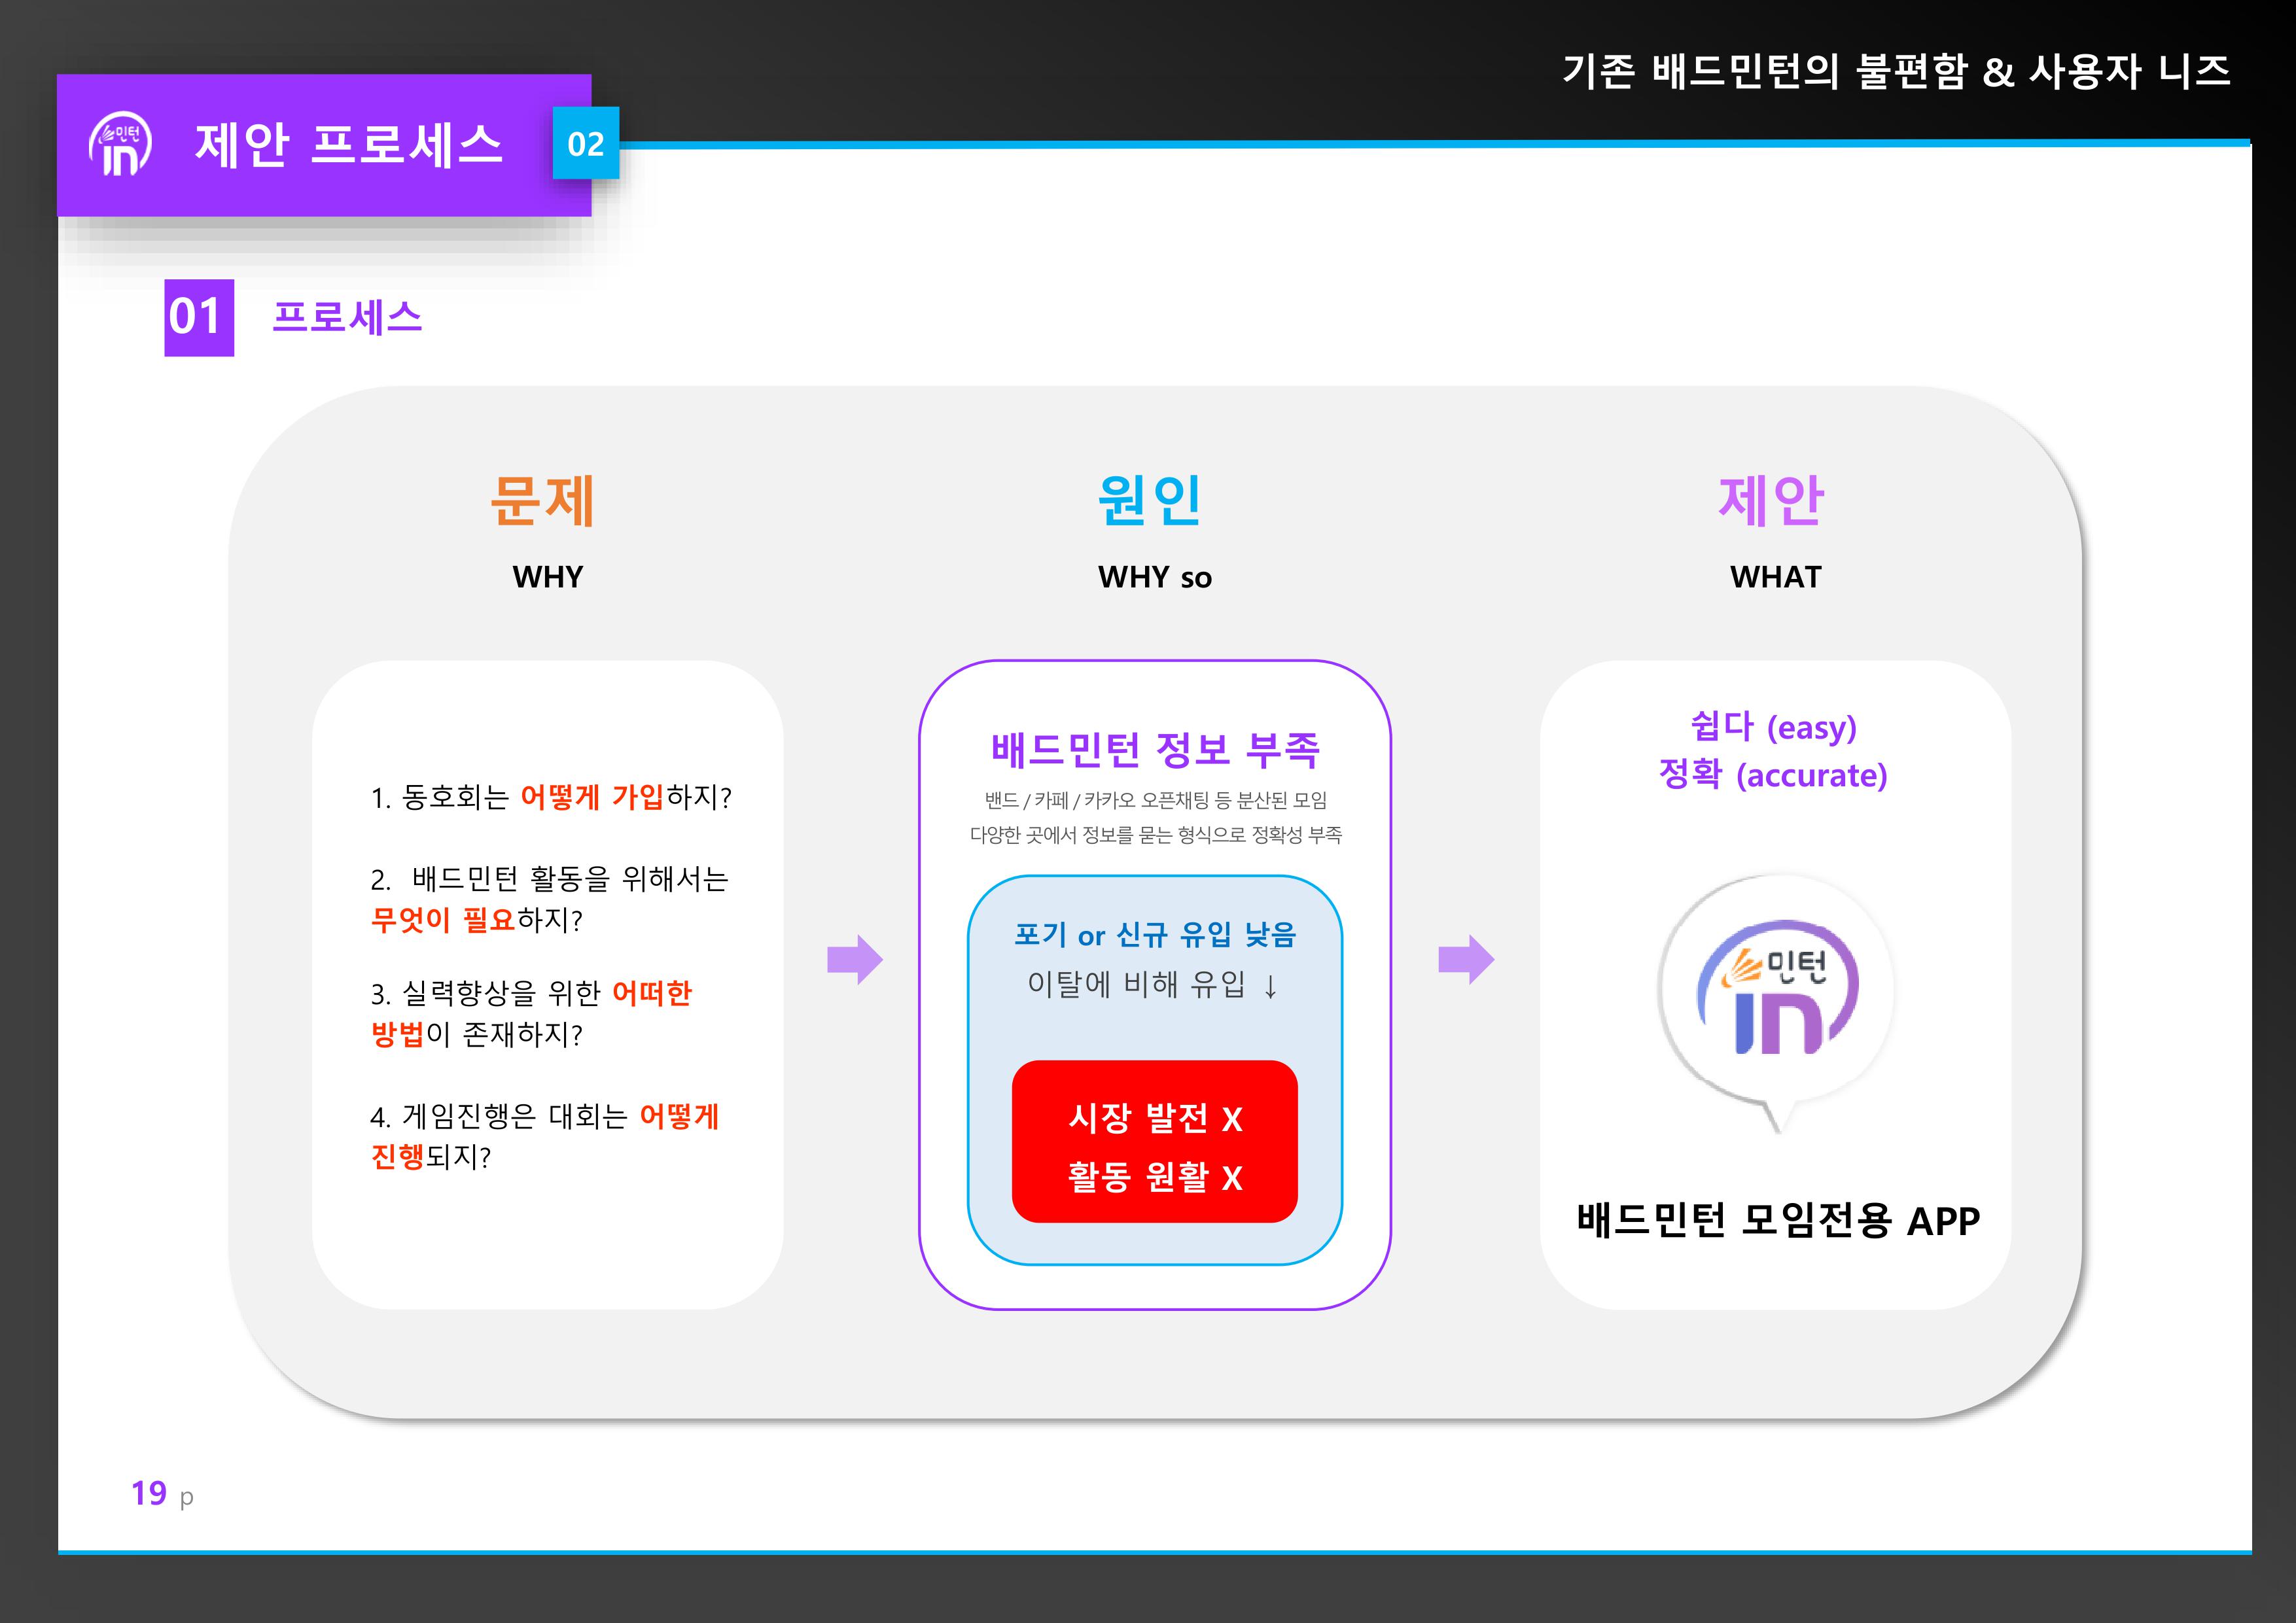 기존 배드민턴의 불편함 & 사용자 니즈
민턴
in
제안 프로세스
02
01
프로세스
문제
WHY
원인
WHY so
제안
WHAT
1. 동호회는 어떻게 가입하지?
2. 배드민턴 활동을 위해서는
무엇이 필요하지?
3. 실력향상을 위한 어떠한
방법이 존재하지?
4. 게임진행은 대회는 어떻게
진행되지?
배드민턴 정보 부족
밴드 / 카페 / 카카오 오픈채팅 등 분산된 모임
다양한 곳에서 정보를 묻는 형식으로 정확성 부족
포기 or 신규 유입 낮음
이탈에 비해 유입 ↓
시장 발전 X
활동 원활 X
쉽다 (easy)
정확 (accurate)
민턴
in
배드민턴 모임전용 APP
19 p